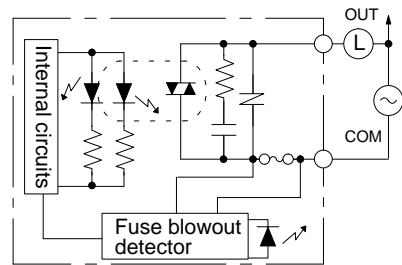 OUT
L
Internal circuits
COM
Fuse blowout
detector